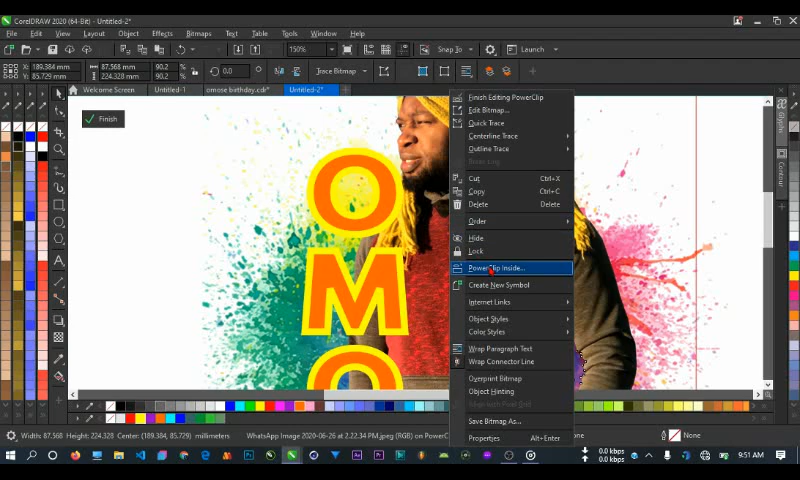 CorelDRAW 2020 (64-Bit) - Untitled-2*
File Edit View Layout Object Effects Bitmaps Text Table Tools Window Help
150% Snap To Launch
X: 189.384 mm 87.568 mm 90.2 0.0 Trace Bitmap
Y: 85.729 mm 224.328 mm 90.2
Welcome Screen Untitled-1 omose birthday.cdr* Untitled-2*
Finish
Finish Editing PowerClip
Edit Bitmap...
Quick Trace
Centerline Trace
Outline Trace
Cut Ctrl+X
Copy Ctrl+C
Delete Delete
Order
Hide
Lock
PowerClip Inside...
Create New Symbol
Internet Links
Object Styles
Color Styles
Wrap Paragraph Text
Wrap Connector Line
Overprint Bitmap
Object Hinting
Align with Pixel Grid
Save Bitmap As...
Properties Alt+Enter
O
M
O
Glyphs
Contour
Width: 87.568 Height: 224.328 Center: (189.384, 85.729) millimeters WhatsApp Image 2020-06-26 at 2.22.34 PM.jpeg (RGB) on PowerC None
0.0 kbps
0.0 kbps
9:51 AM